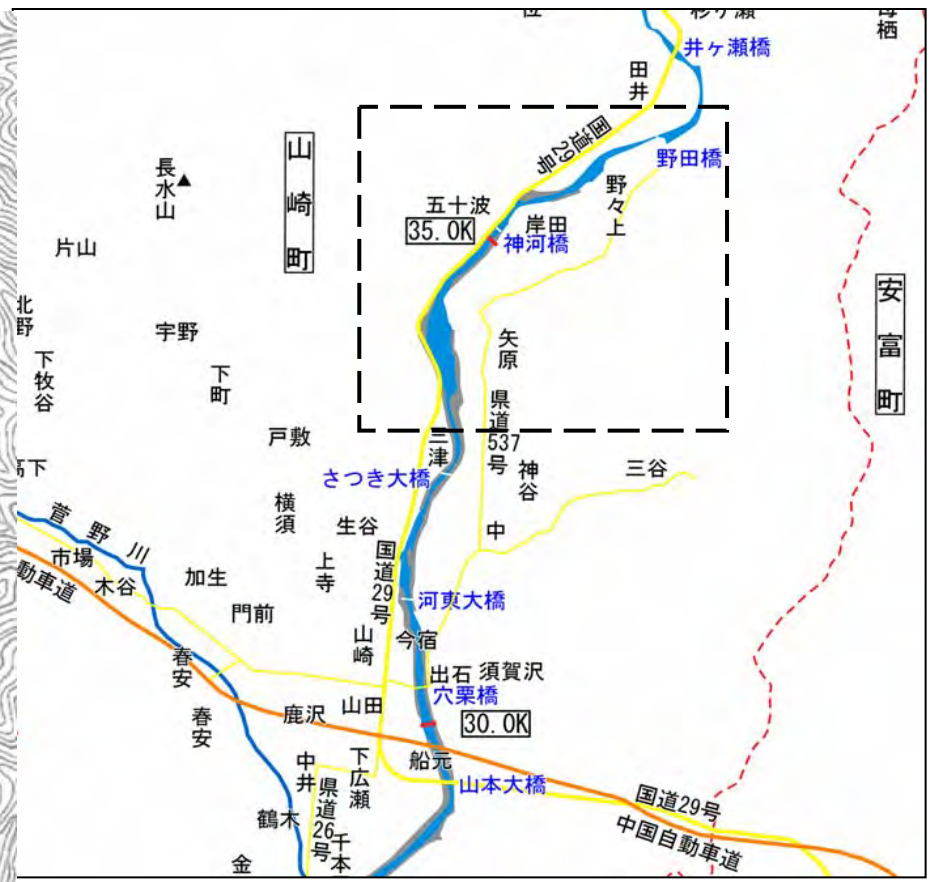 井ヶ瀬橋
田井
国道29号
野田橋
山崎町
長水山
五十波
野々上
岸田
35.0K
神河橋
片山
安富町
北野
宇野
矢原
下牧谷
下町
県道537号
戸敷
三津
高下
さつき大橋
神谷
三谷
横須
菅野川
生谷
中
市場
上寺
国道29号
動車道
木谷
加生
河東大橋
門前
山崎
今宿
春安
出石
須賀沢
穴栗橋
山田
鹿沢
30.0K
春安
船元
中井
下広瀬
山本大橋
県道26号
国道29号
鶴木
中国自動車道
千本
金